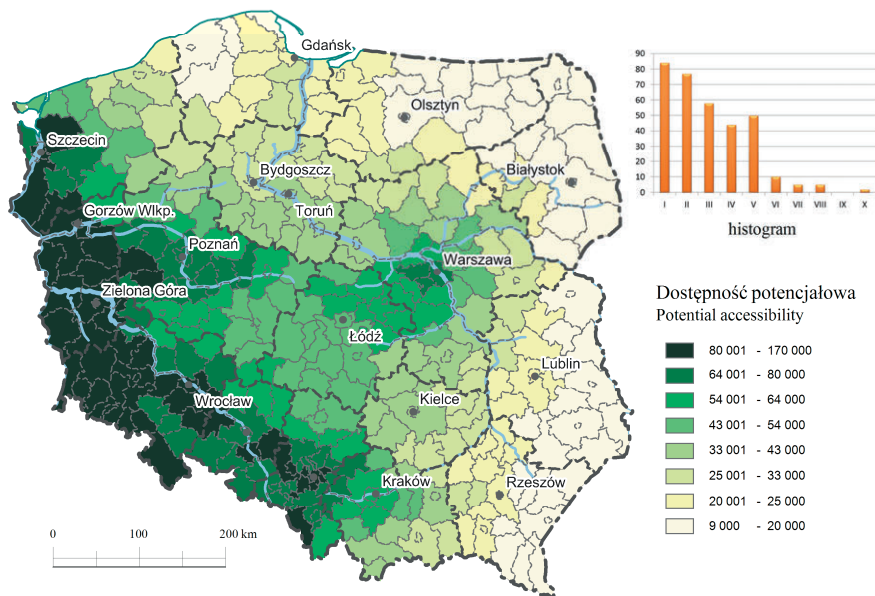 Gdańsk
Olsztyn
Szczecin
Bydgoszcz
Białystok
Toruń
Gorzów Wlkp.
Poznań
Warszawa
Zielona Góra
Łódź
Lublin
Wrocław
Kielce
Kraków
Rzeszów
0 100 200 km
90
80
70
60
50
40
30
20
10
0
I II III IV V VI VII VIII IX X
histogram
Dostępność potencjałowa
Potential accessibility
80 001 - 170 000
64 001 - 80 000
54 001 - 64 000
43 001 - 54 000
33 001 - 43 000
25 001 - 33 000
20 001 - 25 000
9 000 - 20 000